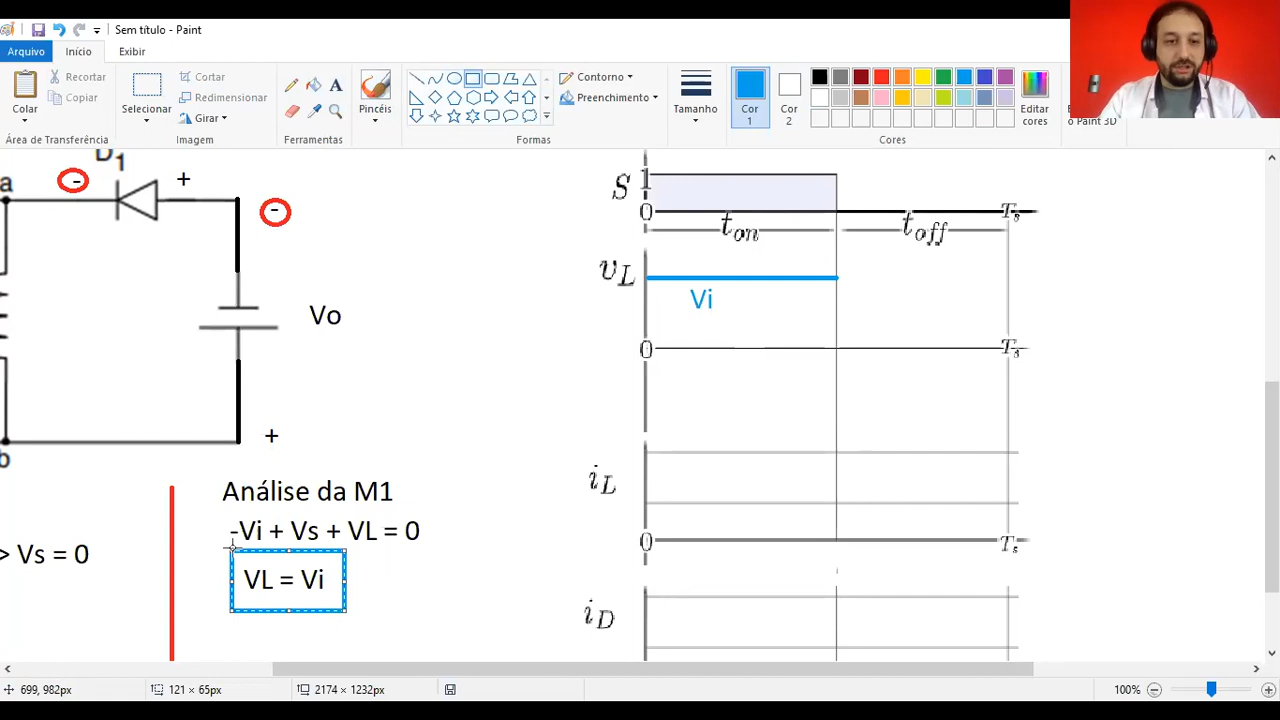 Sem título - Paint
Arquivo
Início
Exibir
Colar
Recortar
Copiar
Área de Transferência
Selecionar
Cortar
Redimensionar
Girar
Imagem
Ferramentas
Pincéis
Contorno
Preenchimento
Formas
Tamanho
Cor
1
Cor
2
Cores
Editar
cores
o Paint 3D
D1
a
-
+
-
Vo
+
b
Análise da M1
-Vi + Vs + VL = 0
> Vs = 0
VL = Vi
S
1
0
Ts
ton
toff
vL
Vi
0
Ts
iL
0
Ts
iD
699, 982px
121 × 65px
2174 × 1232px
100%